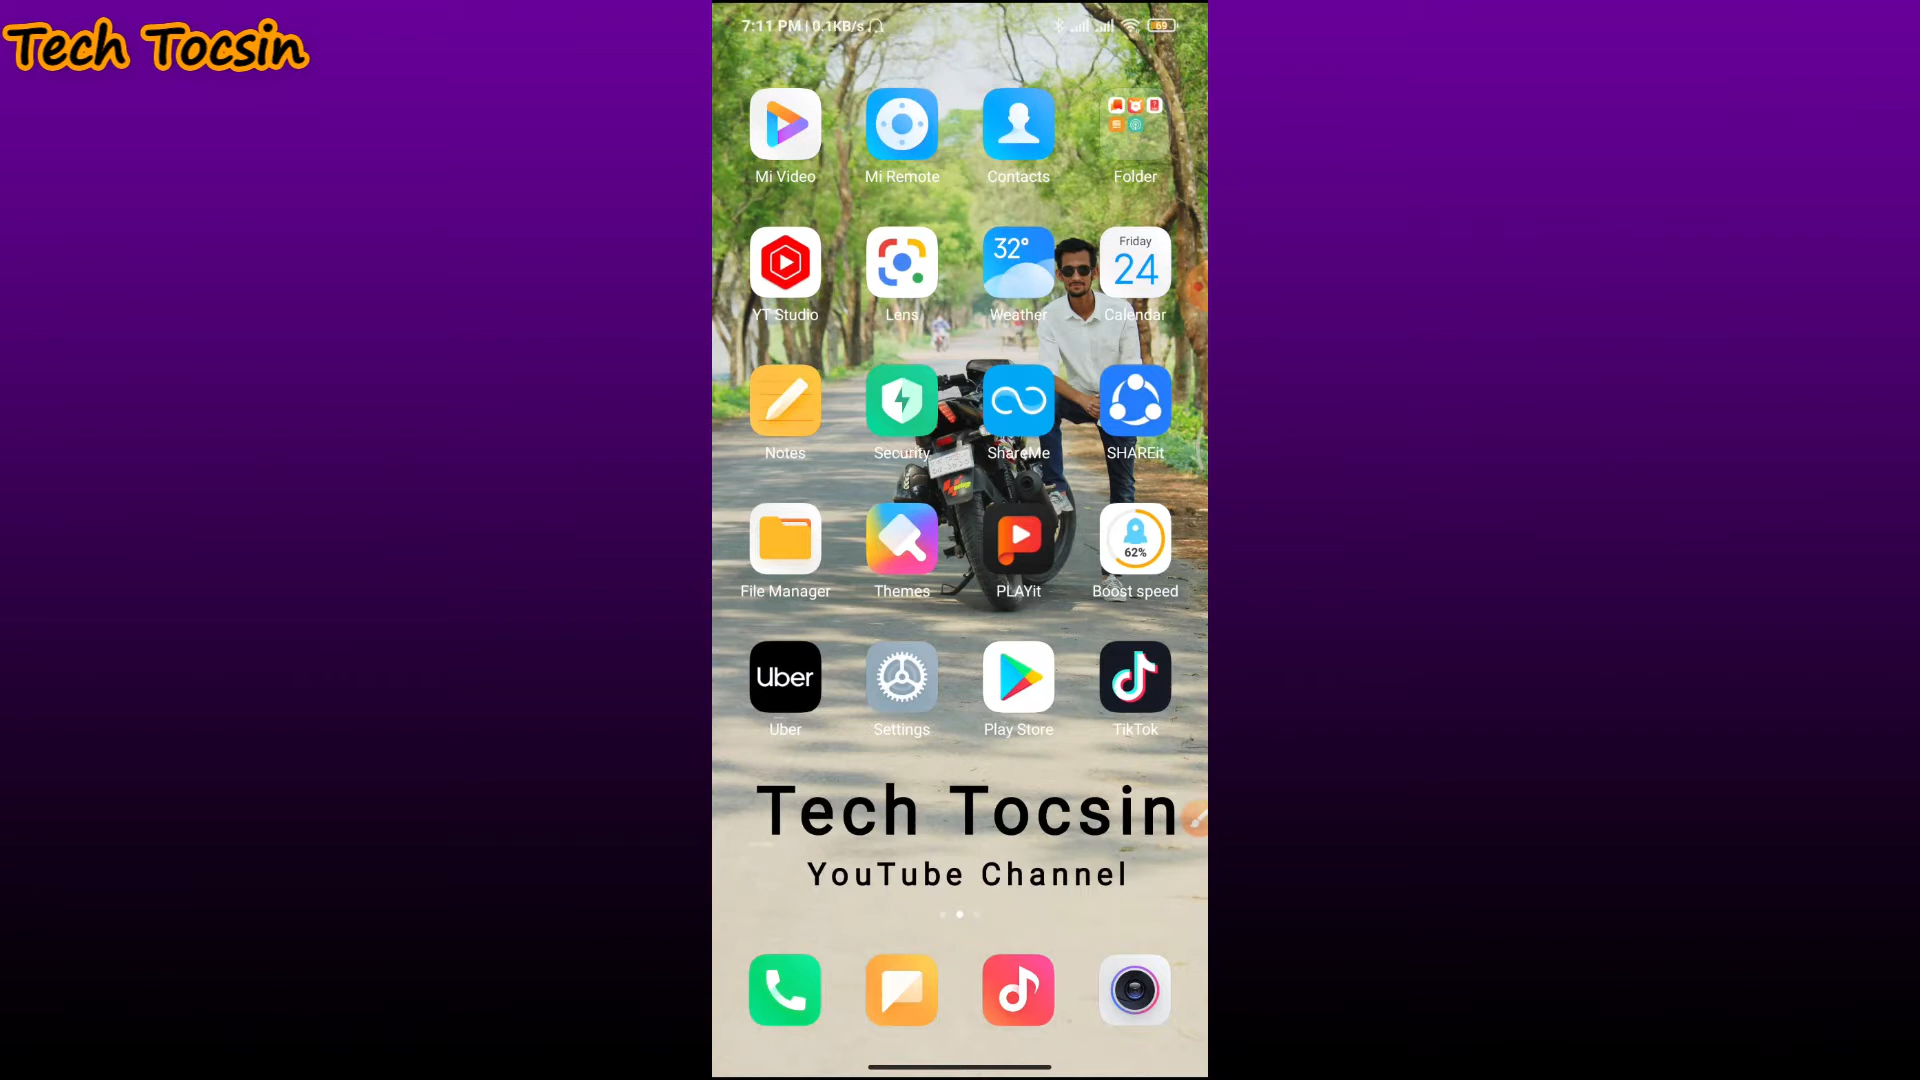 Tech Tocsin
7:11 PM | 0.1KB/s
69
Mi Video
Mi Remote
Contacts
Folder
32°
Friday
24
YT Studio
Lens
Weather
Calendar
Notes
Security
ShareMe
SHAREit
62%
File Manager
Themes
PLAYit
Boost speed
Uber
Uber
Settings
Play Store
TikTok
Tech Tocsin
YouTube Channel